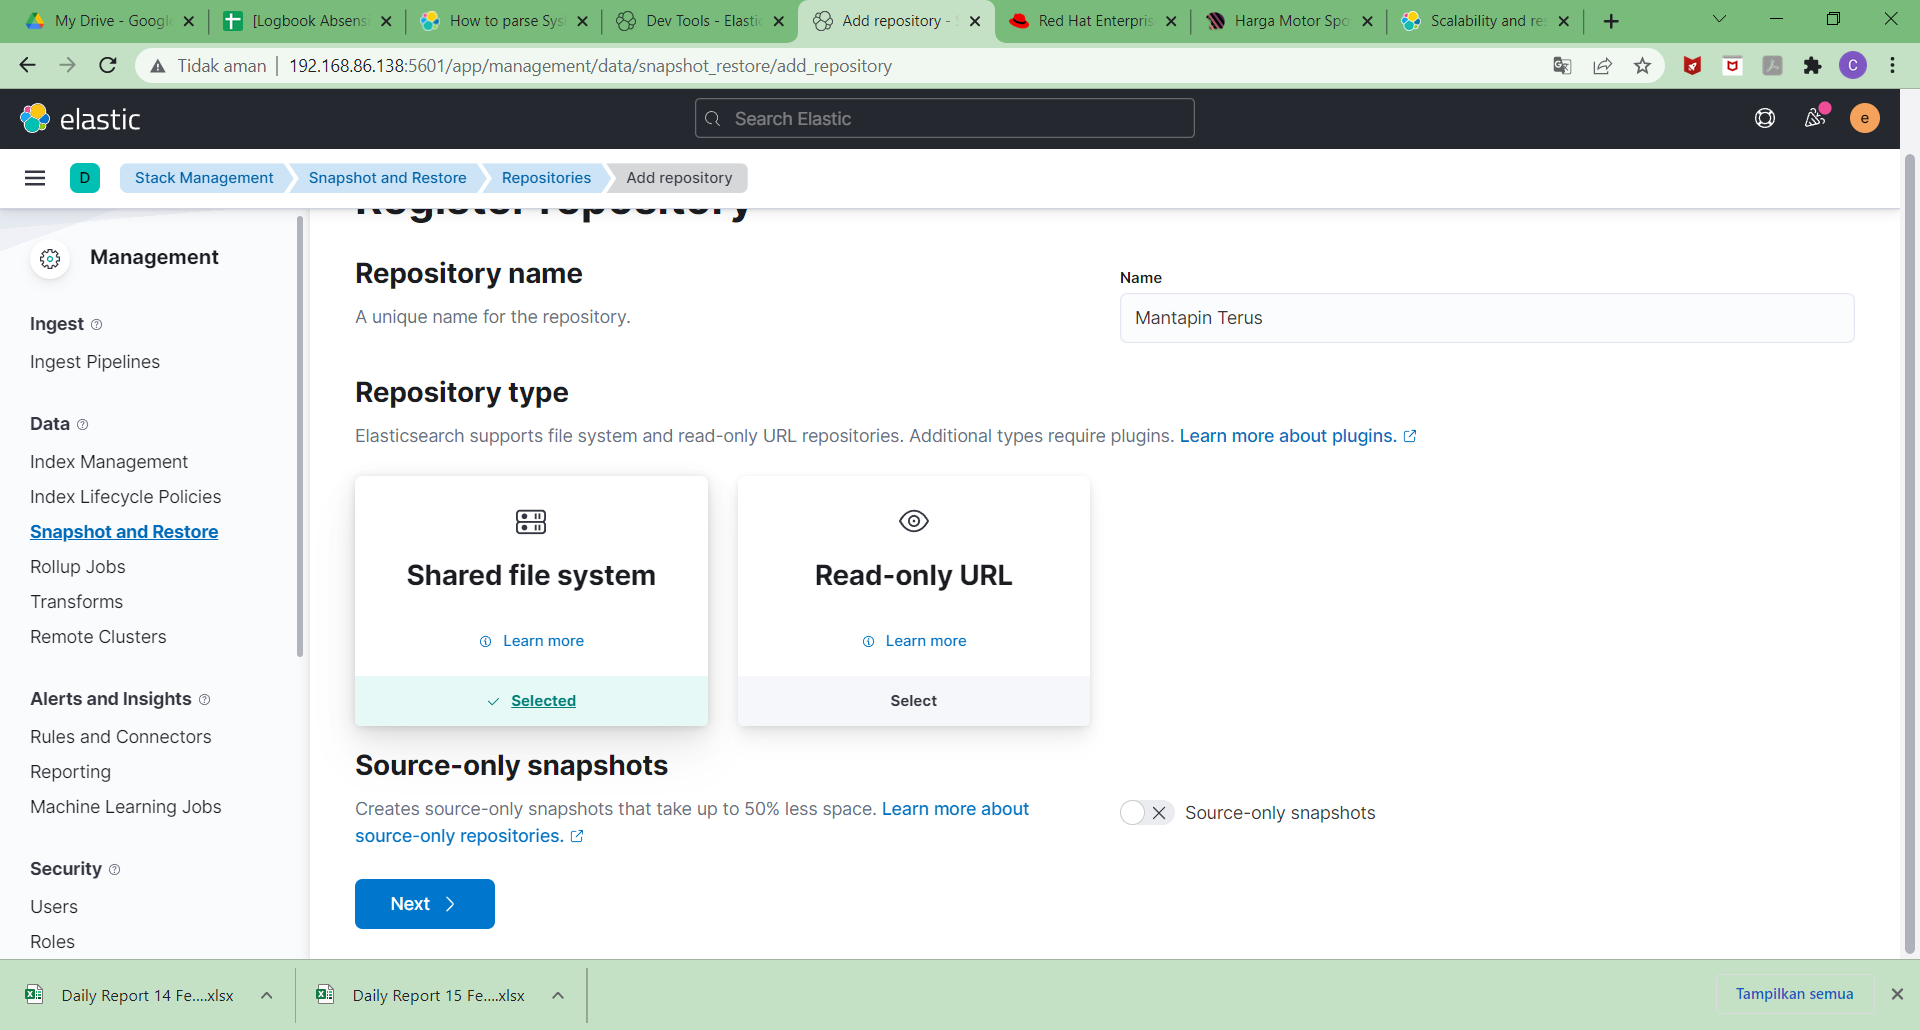 My Drive - Google
[Logbook Absensi
How to parse Sys
Dev Tools - Elastic
Add repository - S
Red Hat Enterpris
Harga Motor Spo
Scalability and re
Tidak aman
192.168.86.138:5601/app/management/data/snapshot_restore/add_repository
C
elastic
Search Elastic
e
D
Stack Management
Snapshot and Restore
Repositories
Add repository
Management
Ingest
Ingest Pipelines
Data
Index Management
Index Lifecycle Policies
Snapshot and Restore
Rollup Jobs
Transforms
Remote Clusters
Alerts and Insights
Rules and Connectors
Reporting
Machine Learning Jobs
Security
Users
Roles
Register repository
Repository name
A unique name for the repository.
Name
Mantapin Terus
Repository type
Elasticsearch supports file system and read-only URL repositories. Additional types require plugins. Learn more about plugins.
Shared file system
Learn more
Selected
Read-only URL
Learn more
Select
Source-only snapshots
Creates source-only snapshots that take up to 50% less space. Learn more about
source-only repositories.
Source-only snapshots
Next
Daily Report 14 Fe....xlsx
Daily Report 15 Fe....xlsx
Tampilkan semua